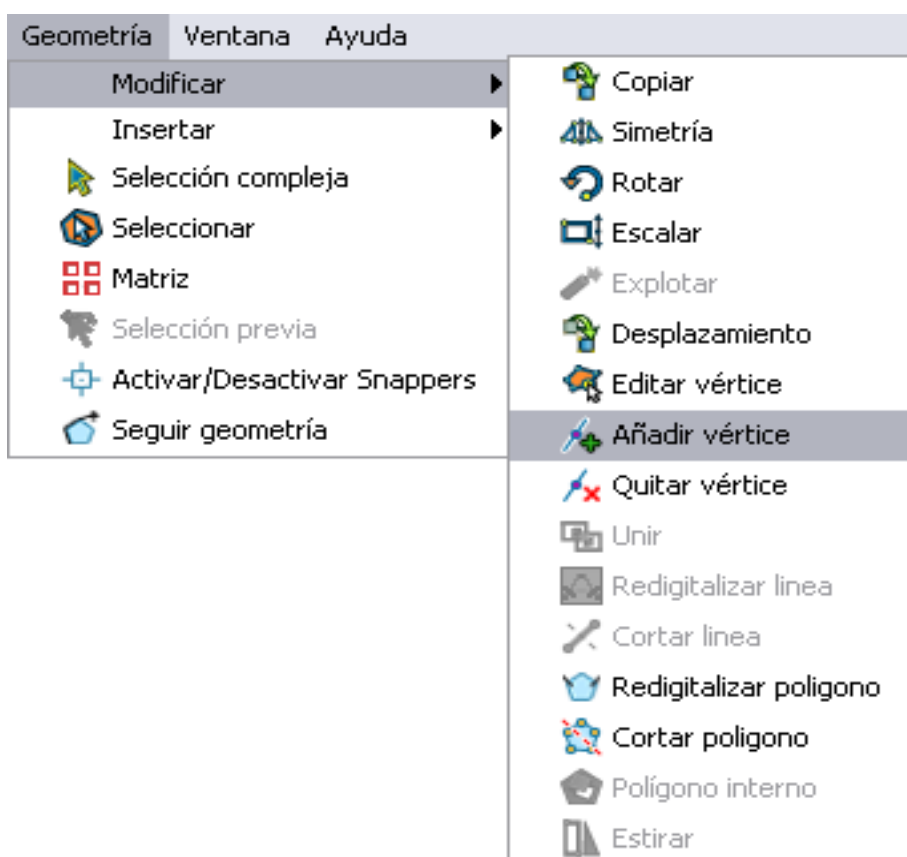 Geometría Ventana Ayuda
Modificar
Insertar
Selección compleja
Seleccionar
Matriz
Selección previa
Activar/Desactivar Snappers
Seguir geometría
Copiar
Simetría
Rotar
Escalar
Explotar
Desplazamiento
Editar vértice
Añadir vértice
Quitar vértice
Unir
Redigitalizar linea
Cortar linea
Redigitalizar poligono
Cortar poligono
Polígono interno
Estirar